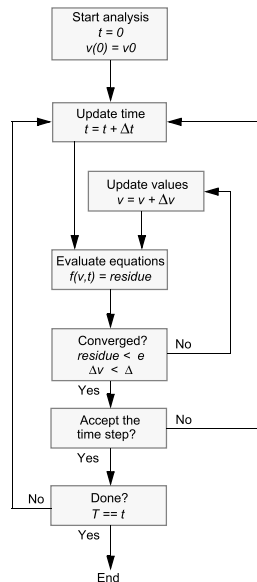 Start analysis
t = 0
v(0) = v0
Update time
t = t + Δt
Update values
v = v + Δv
Evaluate equations
f(v,t) = residue
Converged?
residue < e
Δv < Δ
No
Yes
Accept the
time step?
No
Yes
Done?
T == t
No
Yes
End